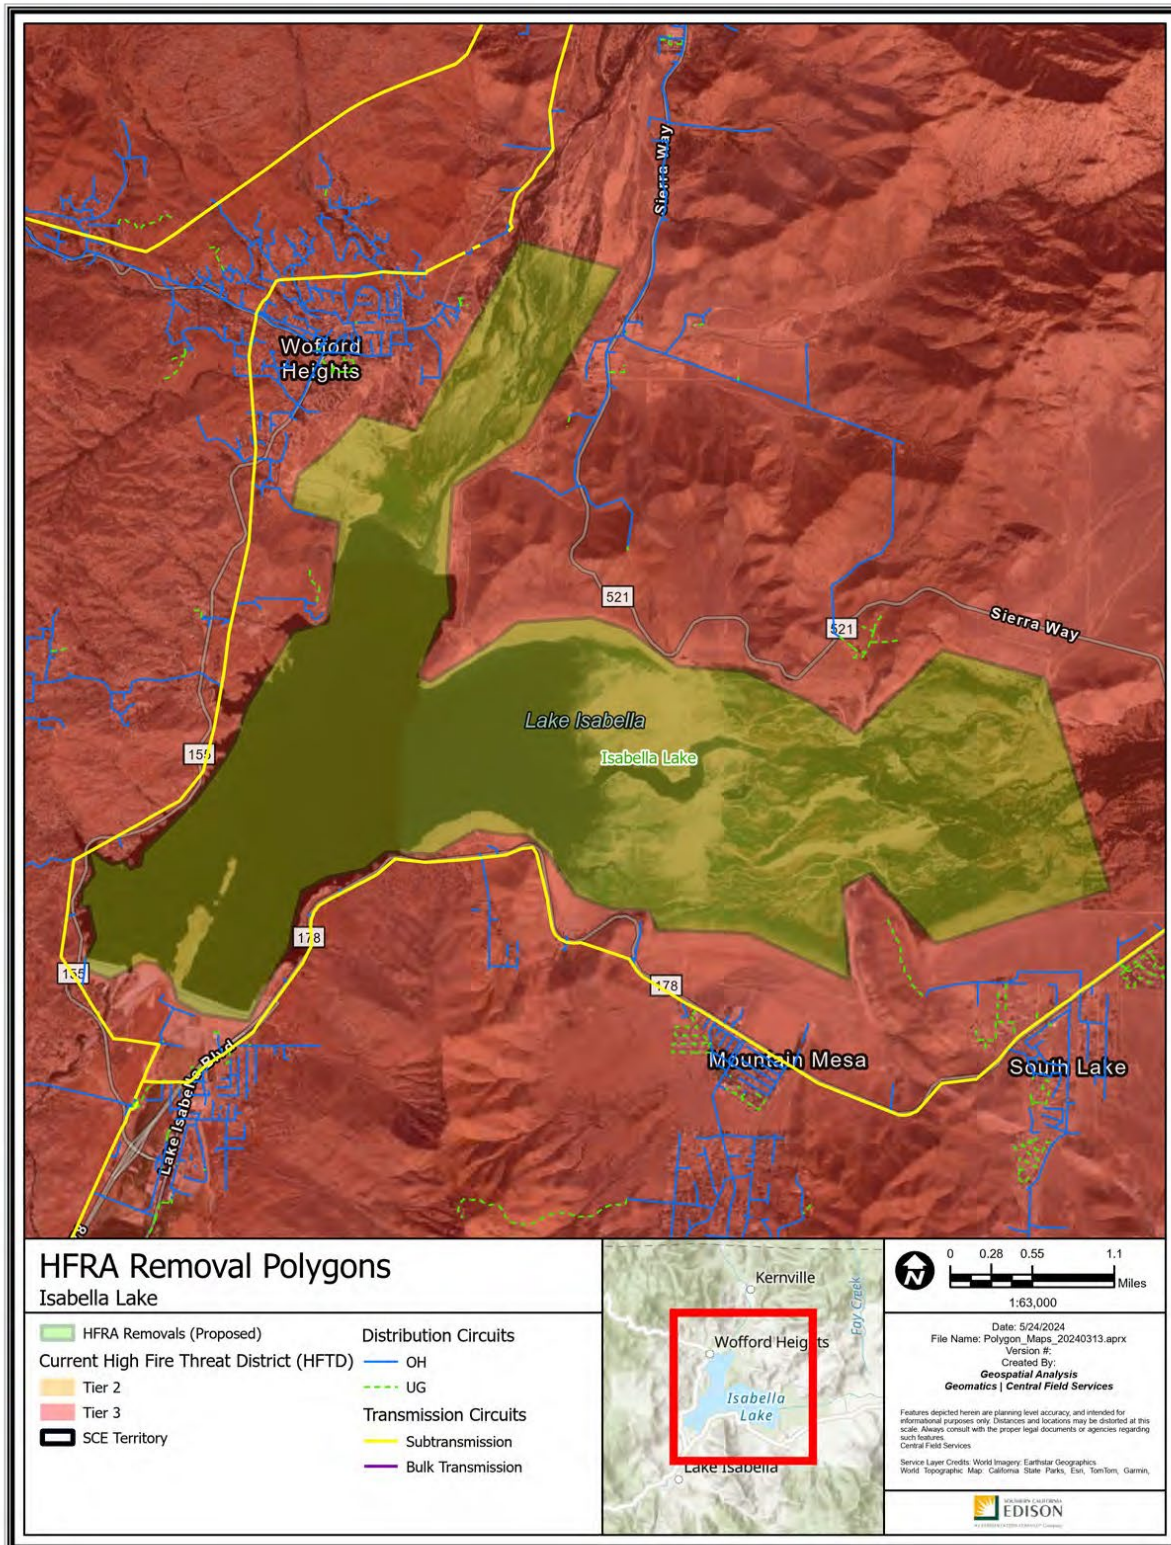 Sierra Way
Wofford
Heights
521
521
Sierra Way
Lake Isabella
Isabella Lake
155
178
155
178
Mountain Mesa
South Lake
Lake Isabella Blvd
HFRA Removal Polygons
Isabella Lake
HFRA Removals (Proposed)
Current High Fire Threat District (HFTD)
Tier 2
Tier 3
SCE Territory
Distribution Circuits
OH
UG
Transmission Circuits
Subtransmission
Bulk Transmission
Kernville
Fay Creek
Wofford Heights
Isabella
Lake
Lake Isabella
N
0 0.28 0.55 1.1
Miles
1:63,000
Date: 5/24/2024
File Name: Polygon_Maps_20240313.aprx
Version #:
Created By:
Geospatial Analysis
Geomatics | Central Field Services
Features depicted herein are planning level accuracy, and intended for
informational purposes only. Distances and locations may be distorted at this
scale. Always consult with the proper legal documents or agencies regarding
such features.
Central Field Services
Service Layer Credits: World Imagery: Earthstar Geographics
World Topographic Map: California State Parks, Esri, TomTom, Garmin,
SOUTHERN CALIFORNIA
EDISON